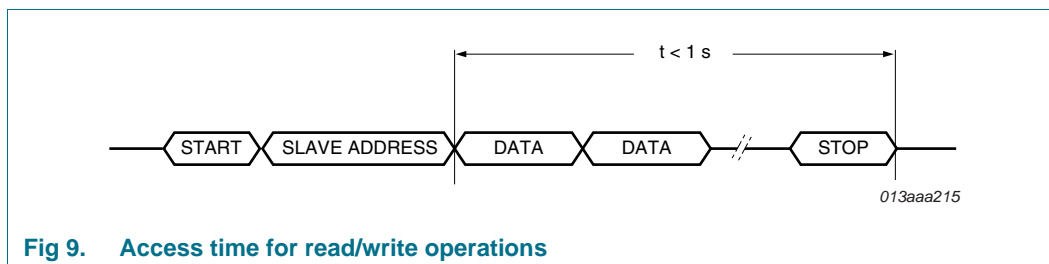 t < 1 s
START SLAVE ADDRESS DATA DATA STOP
013aaa215
Fig 9. Access time for read/write operations